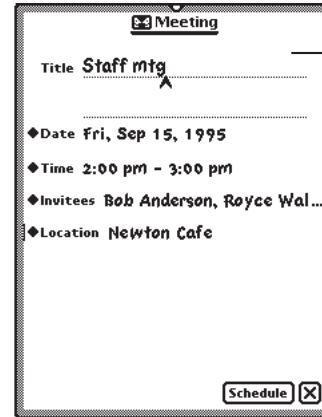 Meeting
Title Staff mtg
Date Fri, Sep 15, 1995
Time 2:00 pm - 3:00 pm
Invitees Bob Anderson, Royce Wal...
Location Newton Cafe
Schedule